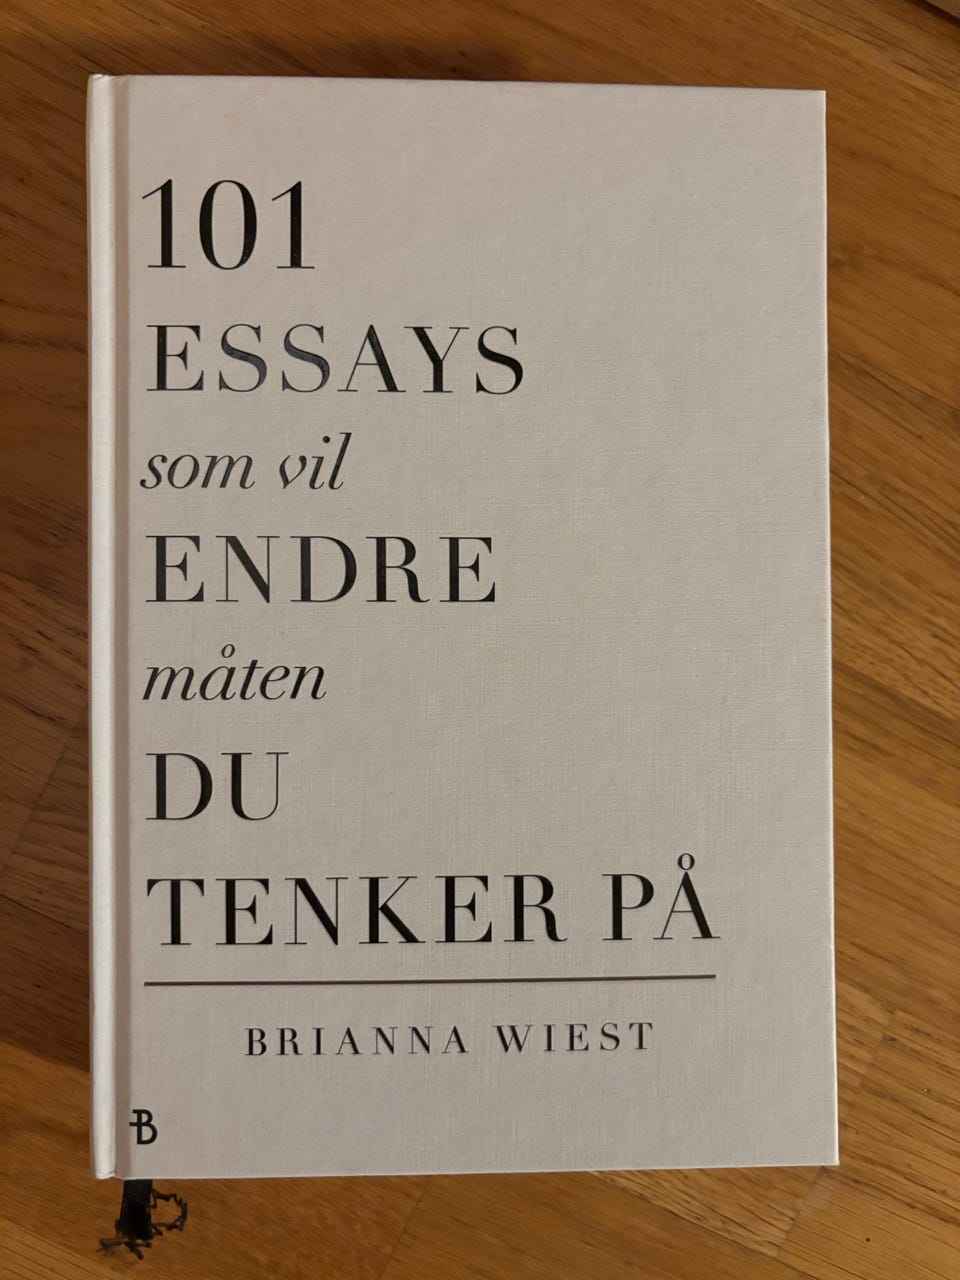 101
ESSAYS
som vil
ENDRE
måten
DU
TENKER PÅ
BRIANNA WIEST
B